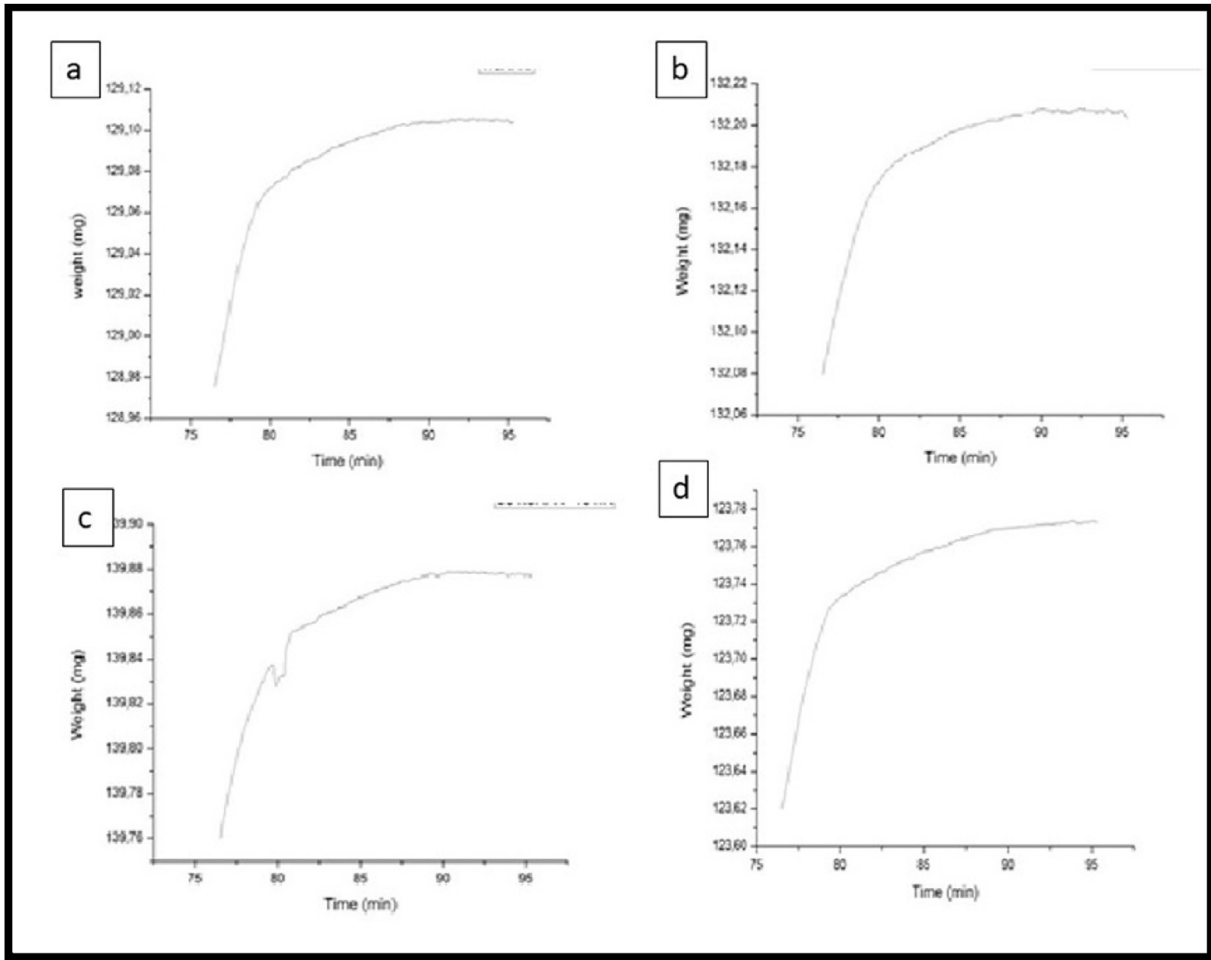 a
129,12
129,10
129,08
129,06
129,04
129,02
129,00
128,98
128,96
weight (mg)
75 80 85 90 95
Time (min)
b
132,22
132,20
132,18
132,16
132,14
132,12
132,10
132,08
132,06
Weight (mg)
75 80 85 90 95
Time (min)
c
139,90
139,88
139,86
139,84
139,82
139,80
139,78
139,76
Weight (mg)
75 80 85 90 95
Time (min)
d
123,78
123,76
123,74
123,72
123,70
123,68
123,66
123,64
123,62
123,60
Weight (mg)
75 80 85 90 95
Time (min)